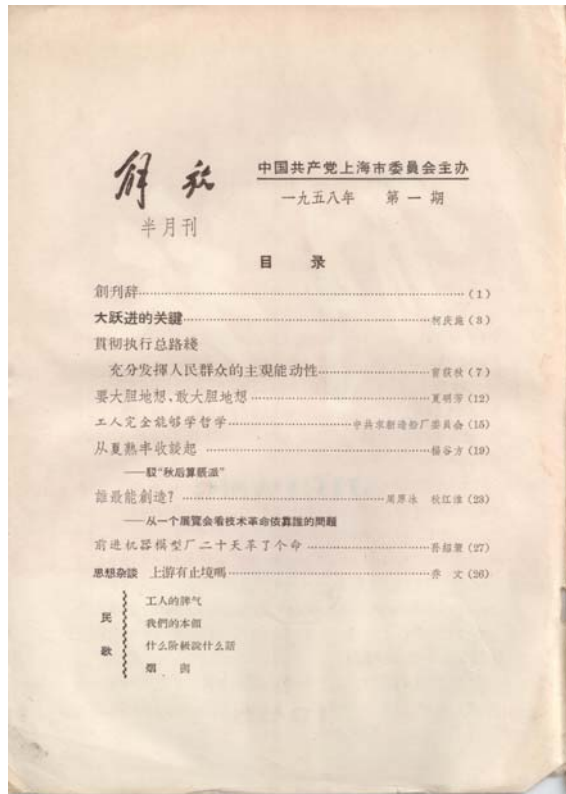 解放
半月刊
中国共产党上海市委員会主办
一九五八年 第一期
目 录
創刊辞……(1)
大跃进的关鍵……柯庆施(3)
貫彻执行总路綫
充分发揮人民群众的主观能动性……(7)
要大胆地想、敢大胆地想……夏明芳(12)
工人完全能够学哲学……中共求新造船厂委員会(15)
从夏熟丰收談起……楊谷方(19)
——駁“秋后算賬派”
誰最能創造?……周原冰 秋江淮(23)
——从一个展覽会看技术革命依靠誰的問題
前进机器模型厂二十天革了个命……(27)
思想杂談 上游有止境嗎……乔 文(26)
民歌
工人的脾气
我們的本領
什么阶級說什么話
烟 囱